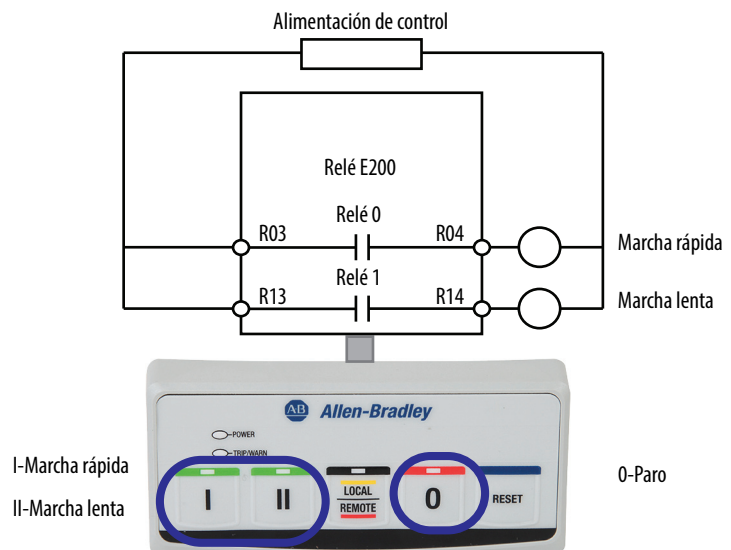 Alimentación de control
Relé E200
Relé 0
R03
R04
Marcha rápida
Relé 1
R13
R14
Marcha lenta
AB Allen-Bradley
POWER
TRIP/WARN
I-Marcha rápida
II-Marcha lenta
I
II
LOCAL
REMOTE
0
RESET
0-Paro